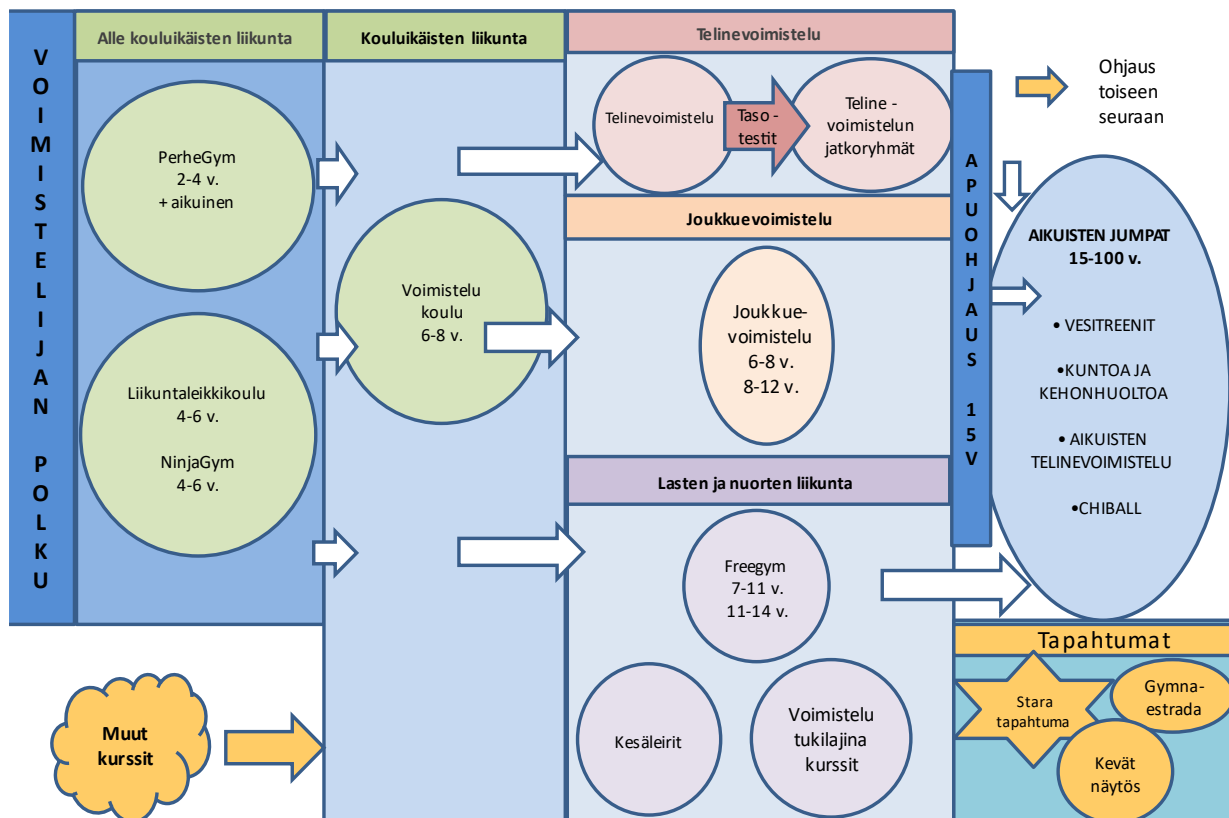 VOIMISTELIJAN POLKU
Alle kouluikäisten liikunta
PerheGym
2-4 v.
+ aikuinen
Liikuntaleikkikoulu
4-6 v.
NinjaGym
4-6 v.
Muut
kurssit
Kouluikäisten liikunta
Voimistelu
koulu
6-8 v.
Telinevoimistelu
Telinevoimistelu
Taso -
testit
Teline -
voimistelun
jatkoryhmät
Joukkuevoimistelu
Joukkue-
voimistelu
6-8 v.
8-12 v.
Lasten ja nuorten liikunta
Freegym
7-11 v.
11-14 v.
Kesäleirit
Voimistelu
tukilajina
kurssit
APUOHJAUS 15V
Ohjaus
toiseen
seuraan
AIKUISTEN JUMPAT
15-100 v.
• VESITREENIT
•KUNTOA JA
KEHONHUOLTOA
• AIKUISTEN
TELINEVOIMISTELU
•CHIBALL
Tapahtumat
Stara
tapahtuma
Gymna-
estrada
Kevät
näytös